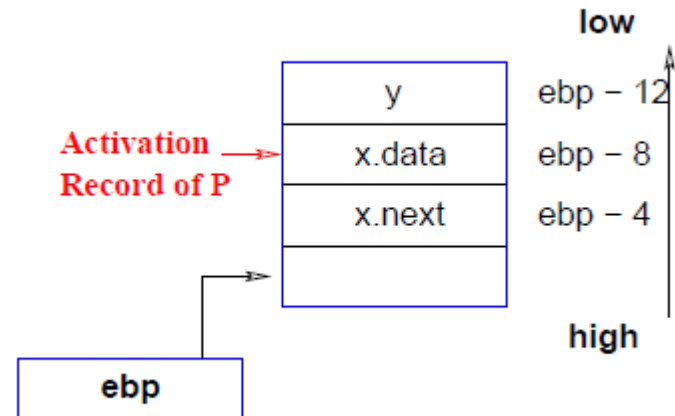 low
y
ebp − 12
Activation
Record of P
x.data
ebp − 8
x.next
ebp − 4
high
ebp